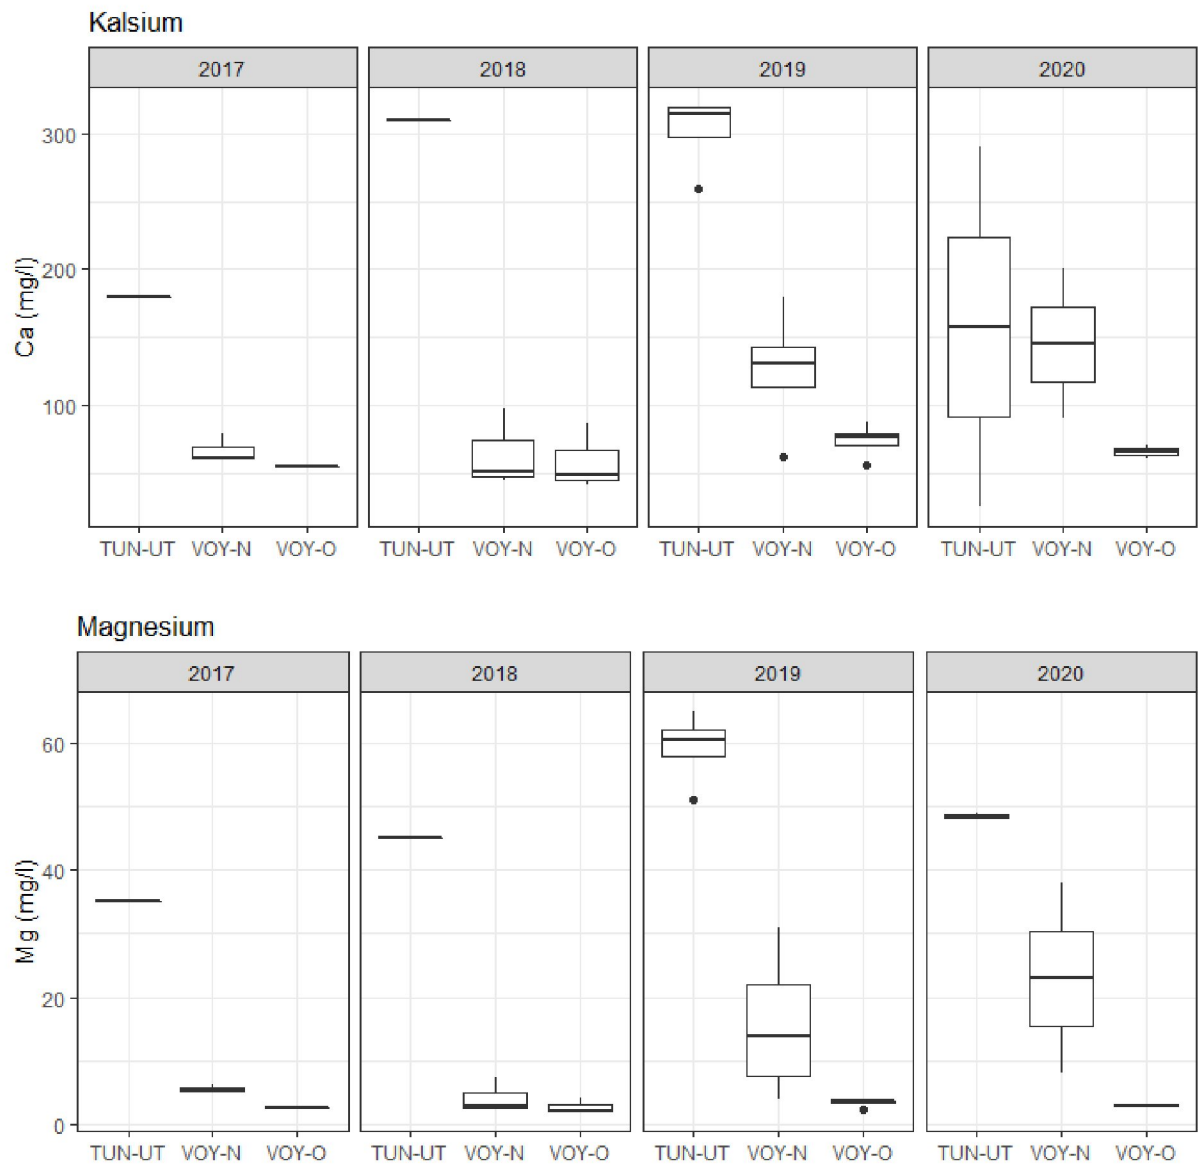 Kalsium
2017 2018 2019 2020
300
200
100
Ca (mg/l)
TUN-UT VOY-N VOY-O TUN-UT VOY-N VOY-O TUN-UT VOY-N VOY-O TUN-UT VOY-N VOY-O
Magnesium
2017 2018 2019 2020
60
40
20
0
Mg (mg/l)
TUN-UT VOY-N VOY-O TUN-UT VOY-N VOY-O TUN-UT VOY-N VOY-O TUN-UT VOY-N VOY-O